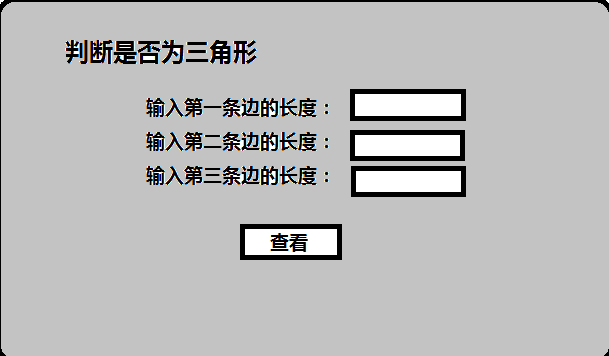 判断是否为三角形
输入第一条边的长度：
输入第二条边的长度：
输入第三条边的长度：
查看